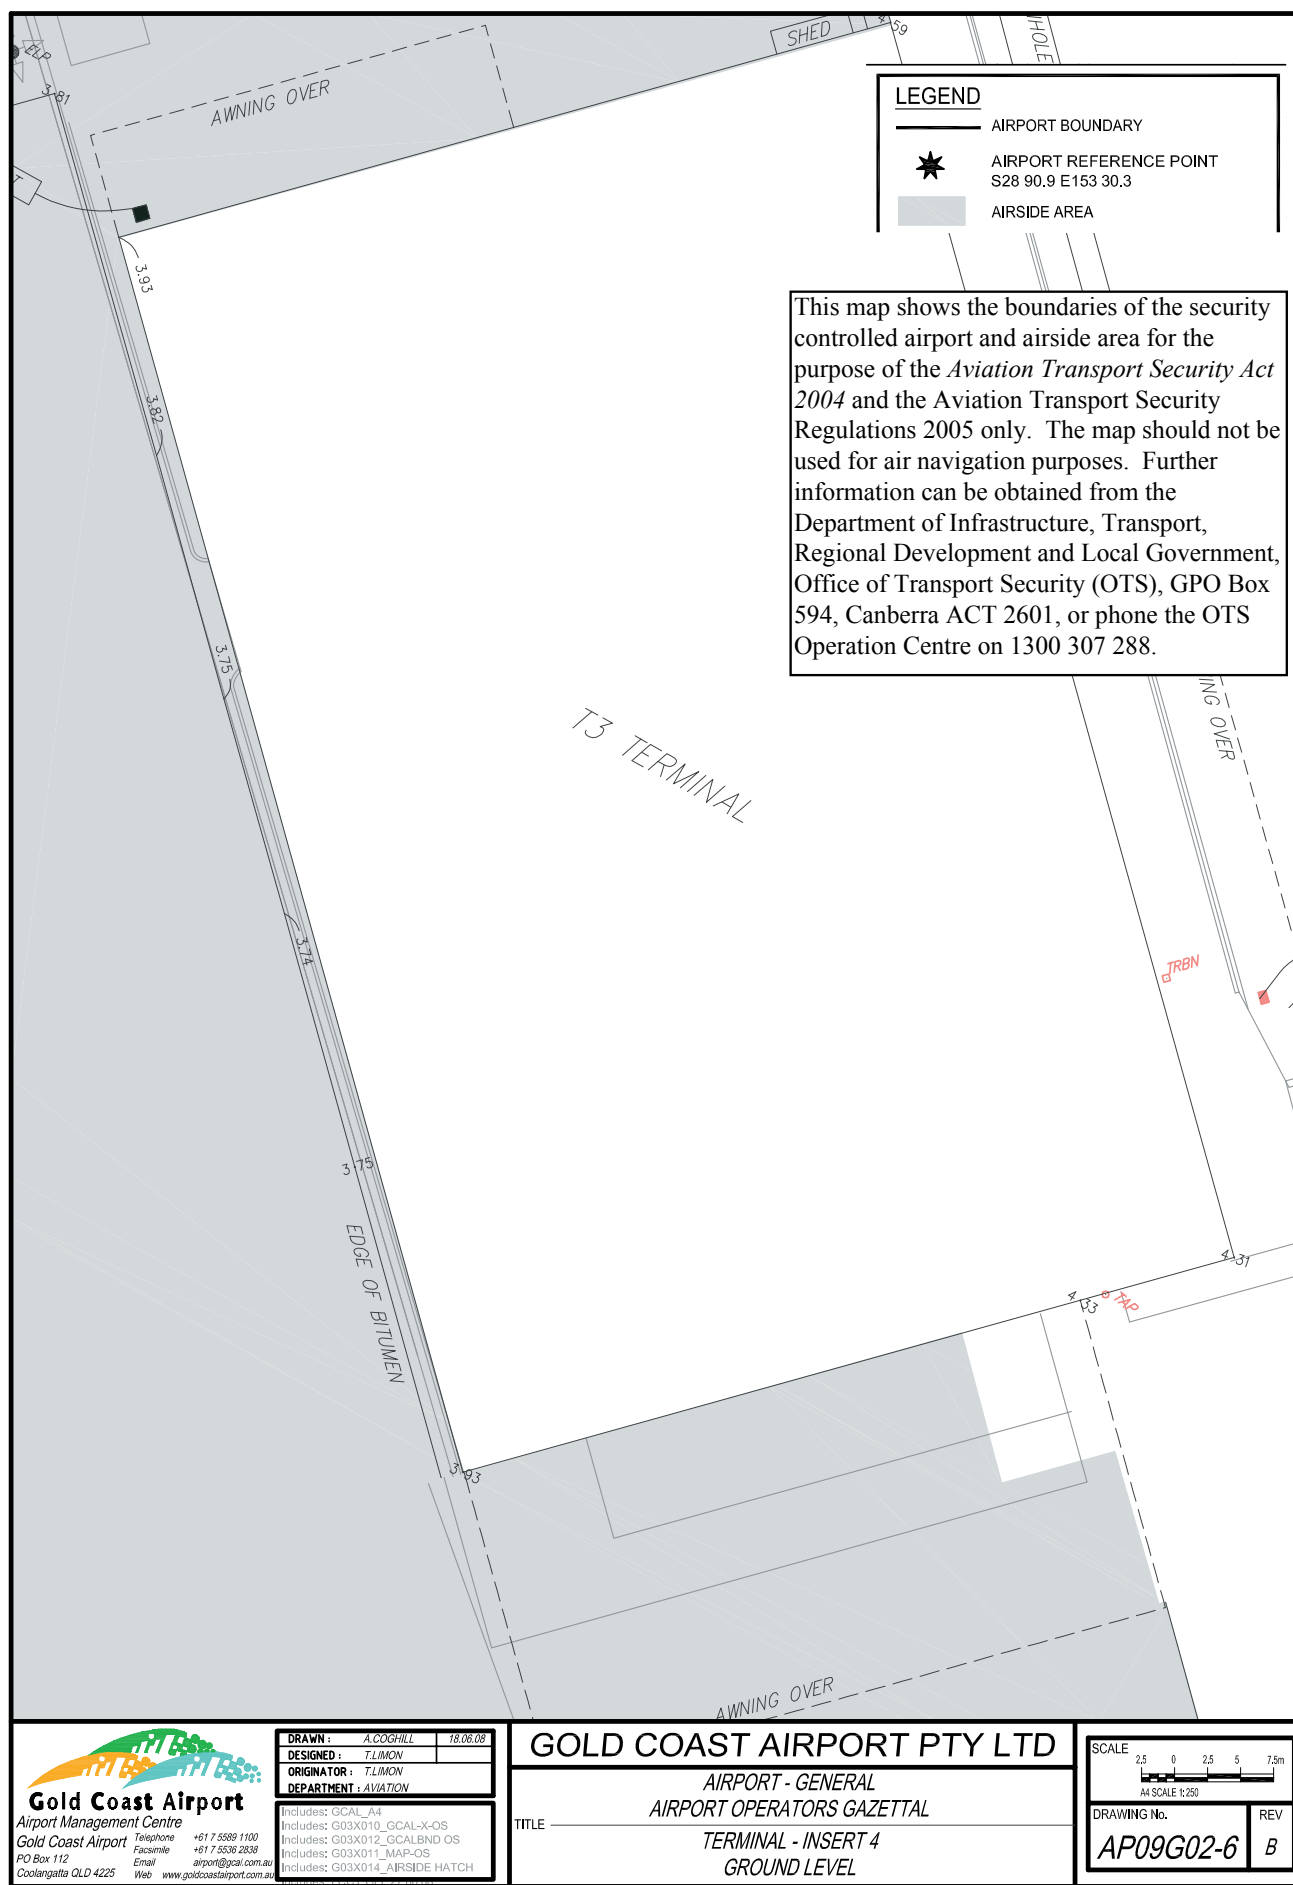 SHED
4.59
ELP
3.81
AWNING OVER
T
3.93
LEGEND
AIRPORT BOUNDARY
AIRPORT REFERENCE POINT
S28 90.9 E153 30.3
AIRSIDE AREA
This map shows the boundaries of the security
controlled airport and airside area for the
purpose of the Aviation Transport Security Act
2004 and the Aviation Transport Security
Regulations 2005 only.  The map should not be
used for air navigation purposes.  Further
information can be obtained from the
Department of Infrastructure, Transport,
Regional Development and Local Government,
Office of Transport Security (OTS), GPO Box
594, Canberra ACT 2601, or phone the OTS
Operation Centre on 1300 307 288.
3.82
3.75
T3 TERMINAL
NING OVER
3.74
TRBN
3.75
EDGE OF BITUMEN
4.31
4.33
TAP
3.93
AWNING OVER
Gold Coast Airport
Airport Management Centre
Gold Coast Airport
PO Box 112
Coolangatta QLD 4225
Telephone +61 7 5589 1100
Facsimile +61 7 5536 2838
Email airport@gcal.com.au
Web www.goldcoastairport.com.au
DRAWN : A.COGHILL 18.06.08
DESIGNED : T.LIMON
ORIGINATOR : T.LIMON
DEPARTMENT : AVIATION
Includes: GCAL_A4
Includes: G03X010_GCAL-X-OS
Includes: G03X012_GCALBND OS
Includes: G03X011_MAP-OS
Includes: G03X014_AIRSIDE HATCH
GOLD COAST AIRPORT PTY LTD
AIRPORT - GENERAL
AIRPORT OPERATORS GAZETTAL
TITLE
TERMINAL - INSERT 4
GROUND LEVEL
SCALE
2.5 0 2.5 5 7.5m
A4 SCALE 1:250
DRAWING No.
AP09G02-6
REV
B